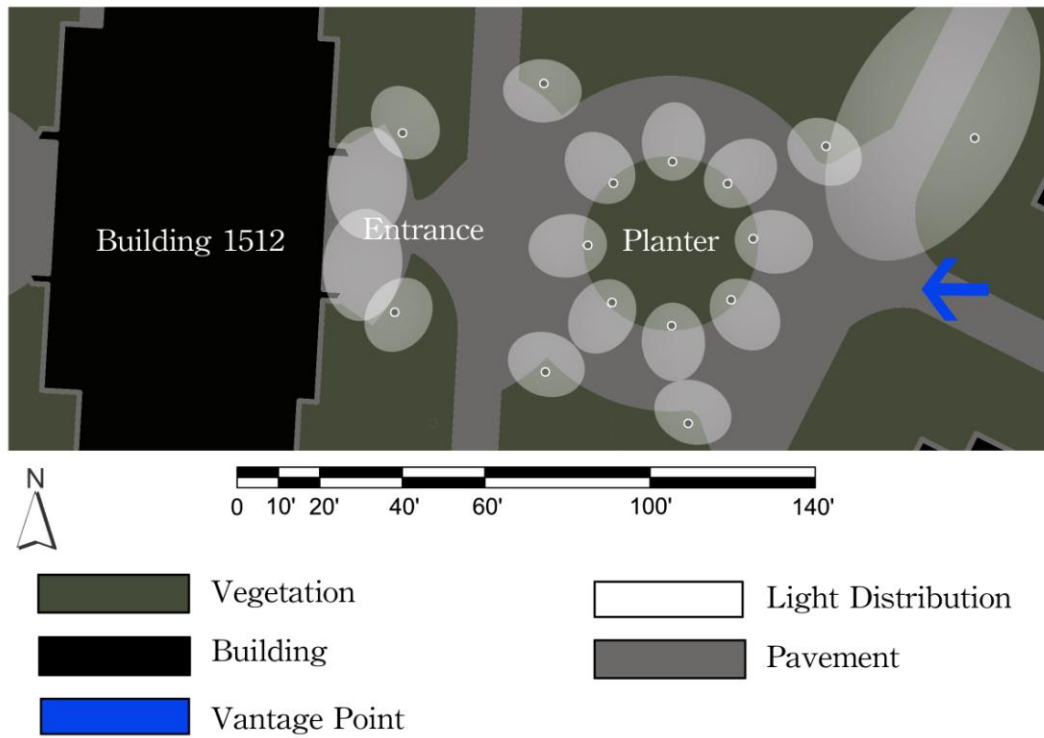 Building 1512
Entrance
Planter
N
0 10' 20' 40' 60' 100' 140'
Vegetation
Light Distribution
Building
Pavement
Vantage Point